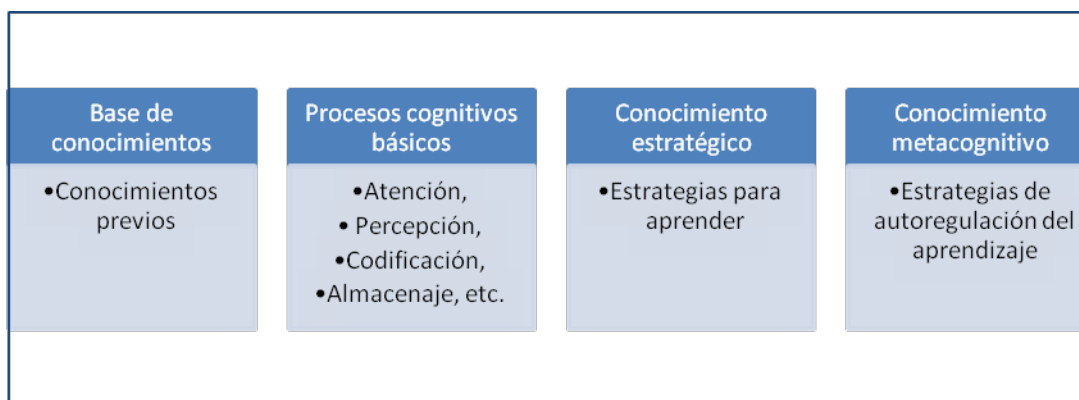 Base de
conocimientos
•Conocimientos
previos
Procesos cognitivos
básicos
•Atención,
• Percepción,
•Codificación,
•Almacenaje, etc.
Conocimiento
estratégico
•Estrategias para
aprender
Conocimiento
metacognitivo
•Estrategias de
autoregulación del
aprendizaje